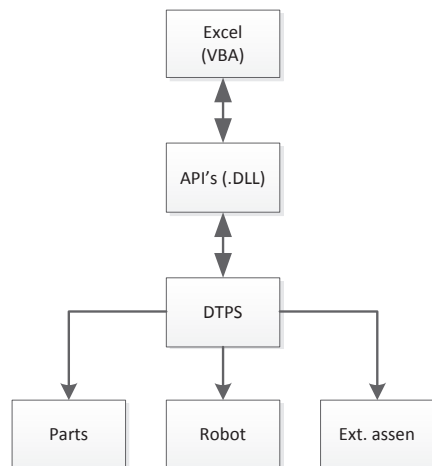 Excel
(VBA)
API's (.DLL)
DTPS
Parts
Robot
Ext. assen